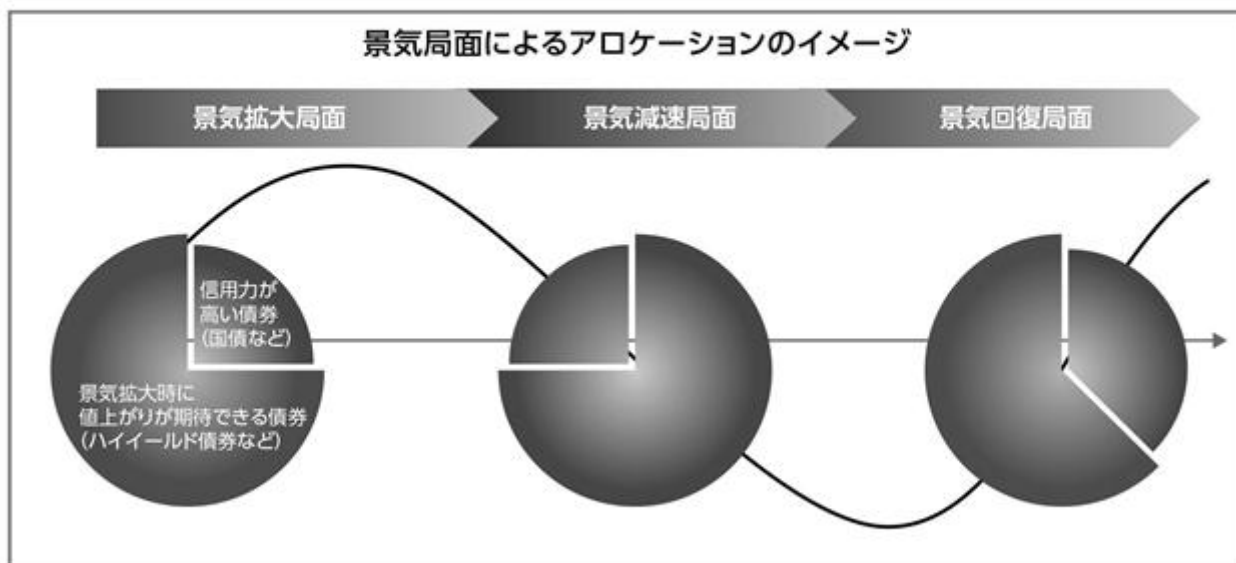 景気局面によるアロケーションのイメージ
景気拡大局面
景気減速局面
景気回復局面
信用力が
高い債券
(国債など)
景気拡大時に
値上がりが期待できる債券
(ハイイールド債券など)